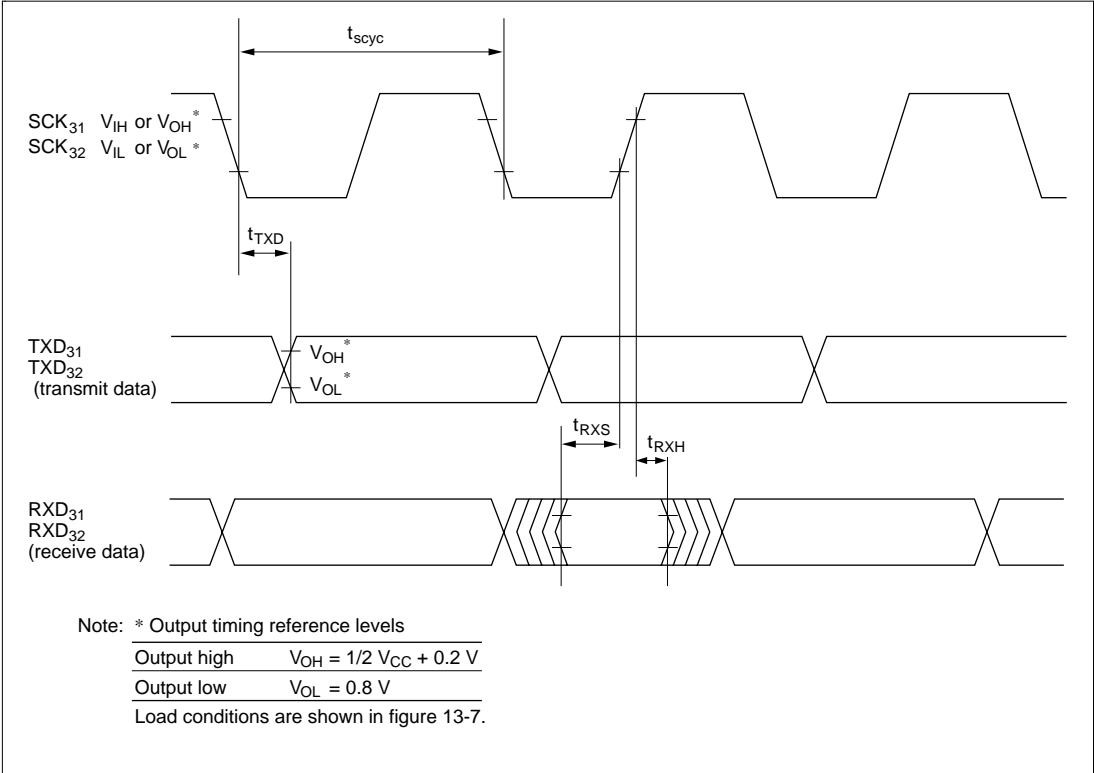 tscyc
SCK31 VIH or VOH*
SCK32 VIL or VOL *
tTXD
TXD31
TXD32
(transmit data)
VOH*
VOL*
tRXS
tRXH
RXD31
RXD32
(receive data)
Note: * Output timing reference levels
Output high VOH = 1/2 VCC + 0.2 V
Output low VOL = 0.8 V
Load conditions are shown in figure 13-7.